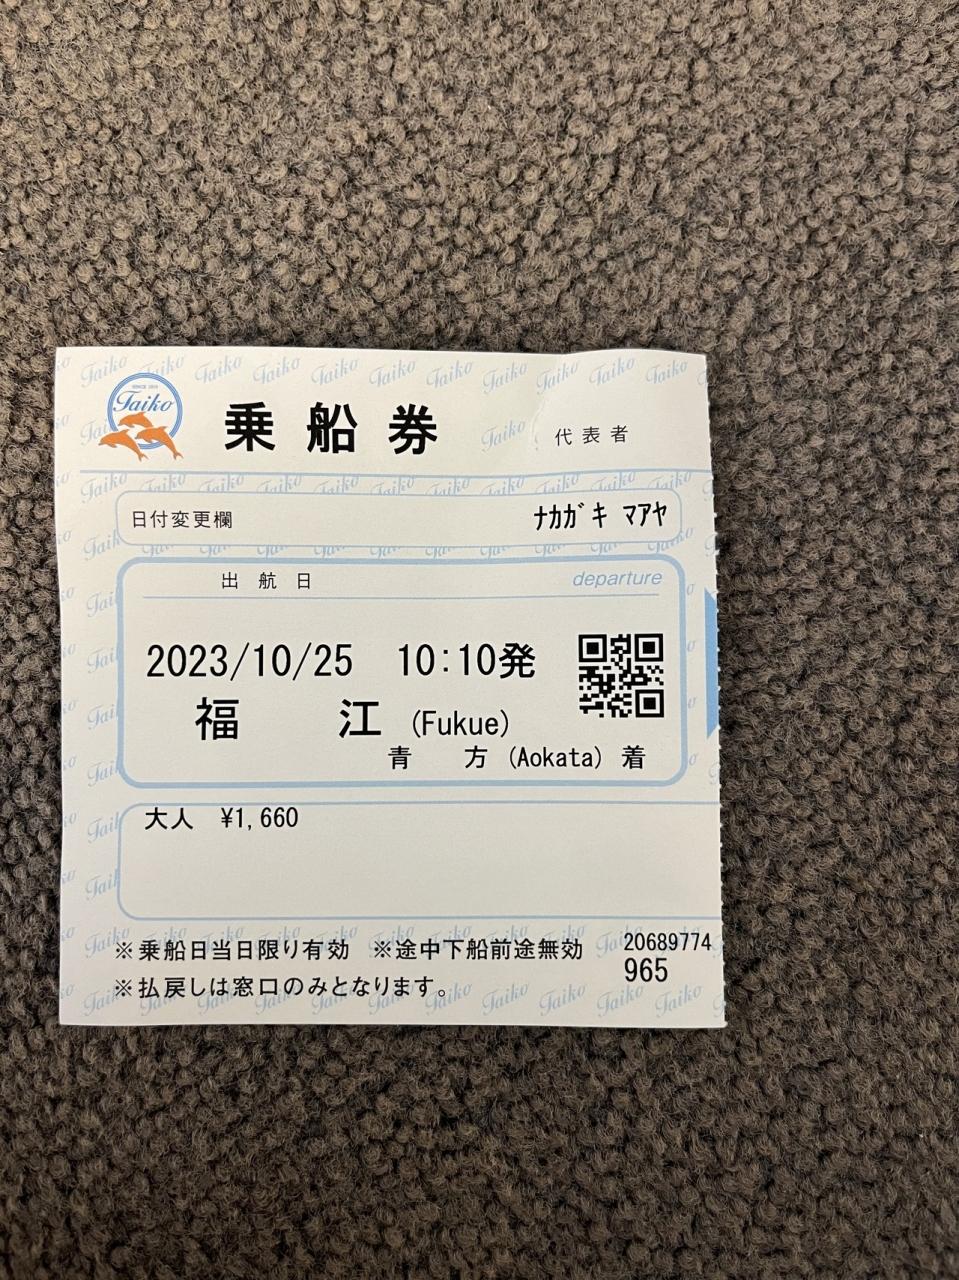 SINCE 1910
Taiko
乗船券
代表者
日付変更欄
ﾅｶｶﾞｷ ﾏｱﾔ
出航日
departure
2023/10/25 10:10発
福 江 (Fukue)
青 方 (Aokata) 着
大人 ¥1,660
※乗船日当日限り有効 ※途中下船前途無効
20689774
※払戻しは窓口のみとなります。
965